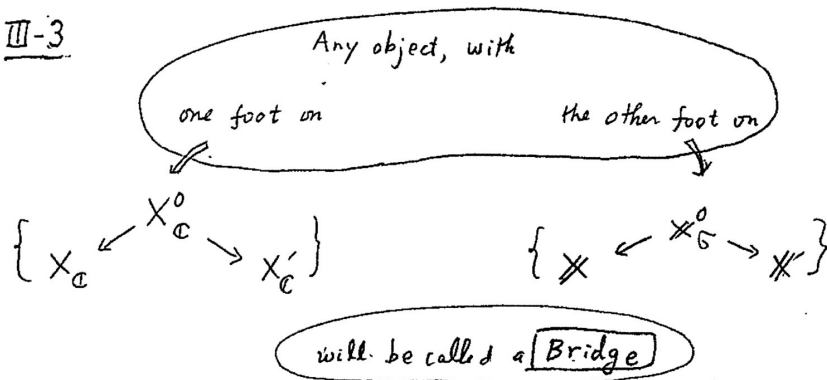 III-3
Any object, with
one foot on the other foot on
{ X_ℂ ← X⁰_ℂ → X'_ℂ } { 𝕏 ← 𝕏⁰ → 𝕏' }
will be called a Bridge